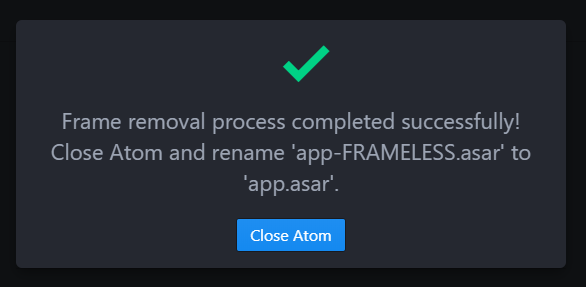 Frame removal process completed successfully!
Close Atom and rename 'app-FRAMELESS.asar' to
'app.asar'.
Close Atom